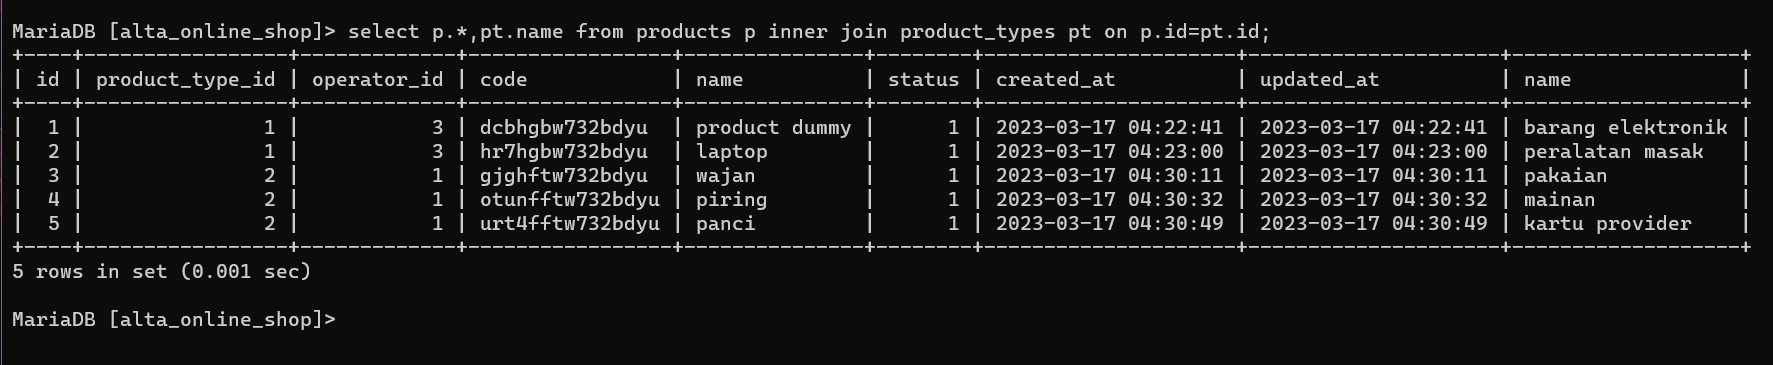 MariaDB [alta_online_shop]> select p.*,pt.name from products p inner join product_types pt on p.id=pt.id;
+----+-----------------+-------------+----------------+---------------+--------+---------------------+---------------------+-------------------+
| id | product_type_id | operator_id | code           | name          | status | created_at          | updated_at          | name              |
+----+-----------------+-------------+----------------+---------------+--------+---------------------+---------------------+-------------------+
|  1 |               1 |           3 | dcbhgbw732bdyu  | product dummy |      1 | 2023-03-17 04:22:41 | 2023-03-17 04:22:41 | barang elektronik |
|  2 |               1 |           3 | hr7hgbw732bdyu  | laptop        |      1 | 2023-03-17 04:23:00 | 2023-03-17 04:23:00 | peralatan masak   |
|  3 |               2 |           1 | gjghftw732bdyu  | wajan         |      1 | 2023-03-17 04:30:11 | 2023-03-17 04:30:11 | pakaian           |
|  4 |               2 |           1 | otunfftw732bdyu | piring        |      1 | 2023-03-17 04:30:32 | 2023-03-17 04:30:32 | mainan            |
|  5 |               2 |           1 | urt4fftw732bdyu | panci         |      1 | 2023-03-17 04:30:49 | 2023-03-17 04:30:49 | kartu provider    |
+----+-----------------+-------------+----------------+---------------+--------+---------------------+---------------------+-------------------+
5 rows in set (0.001 sec)
MariaDB [alta_online_shop]>